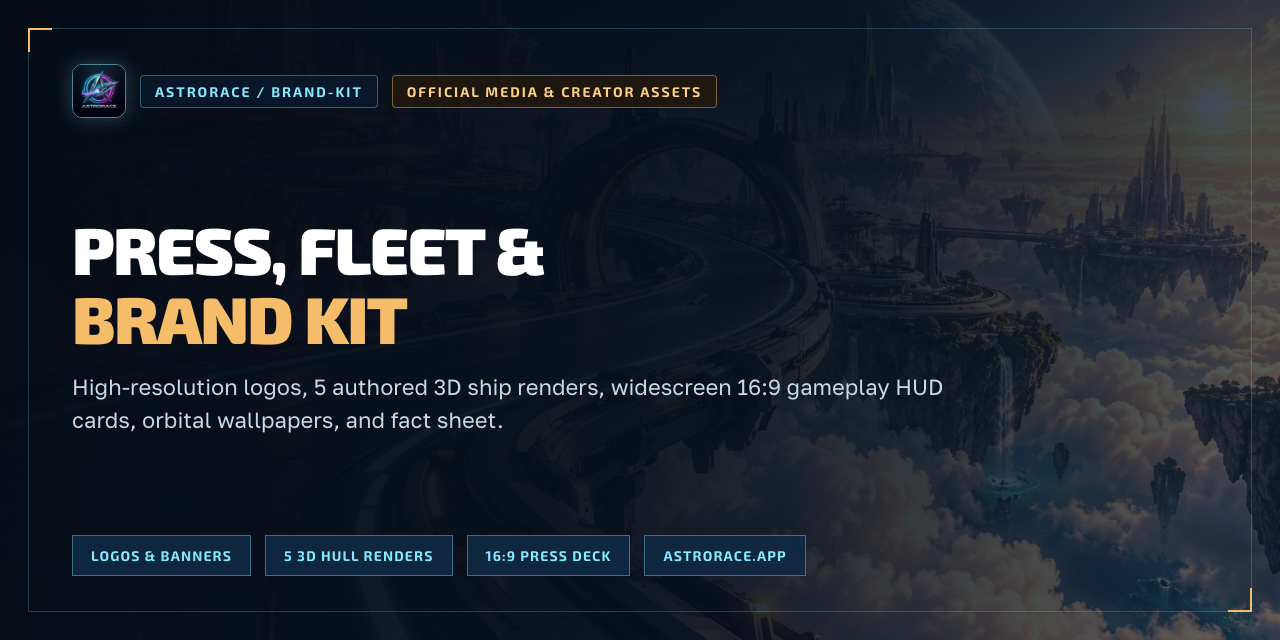 ASTRORACE
ASTRORACE / BRAND-KIT
OFFICIAL MEDIA & CREATOR ASSETS
PRESS, FLEET &
BRAND KIT
High-resolution logos, 5 authored 3D ship renders, widescreen 16:9 gameplay HUD
cards, orbital wallpapers, and fact sheet.
LOGOS & BANNERS
5 3D HULL RENDERS
16:9 PRESS DECK
ASTRORACE.APP